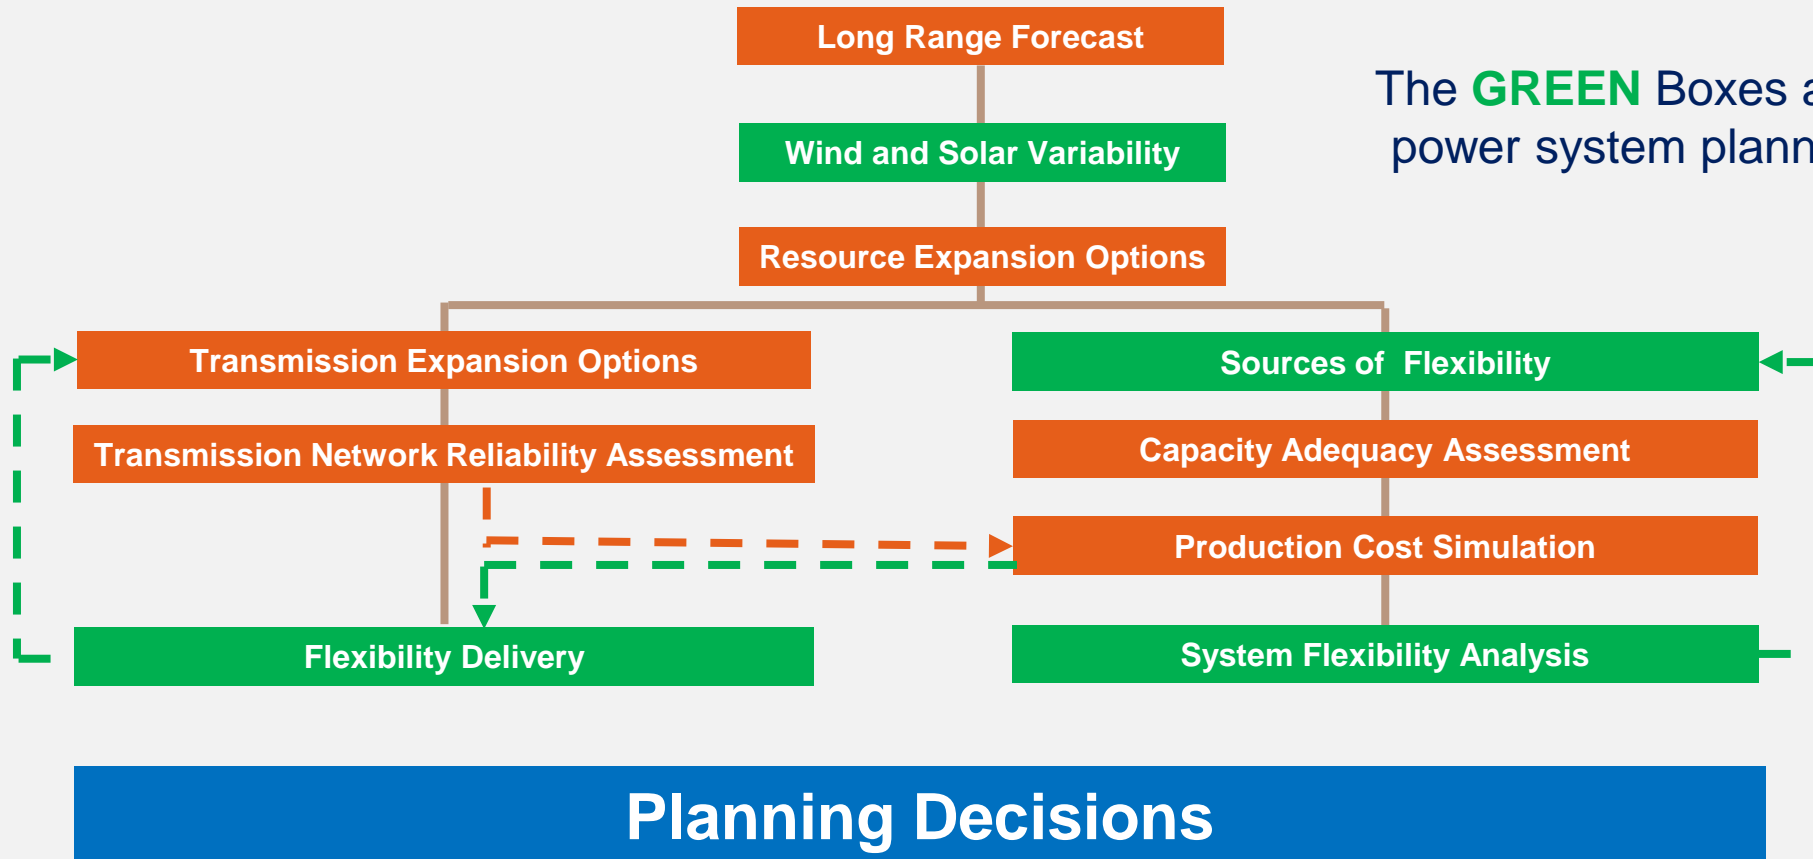 Long Range Forecast
The GREEN Boxes
power system
Wind and Solar Variability
Resource Expansion Options
Transmission Expansion Options
Sources of Flexibility
Transmission Network Reliability Assessment
Capacity Adequacy Assessment
Production Cost Simulation
Flexibility Delivery
System Flexibility Analysis
Planning Decisions